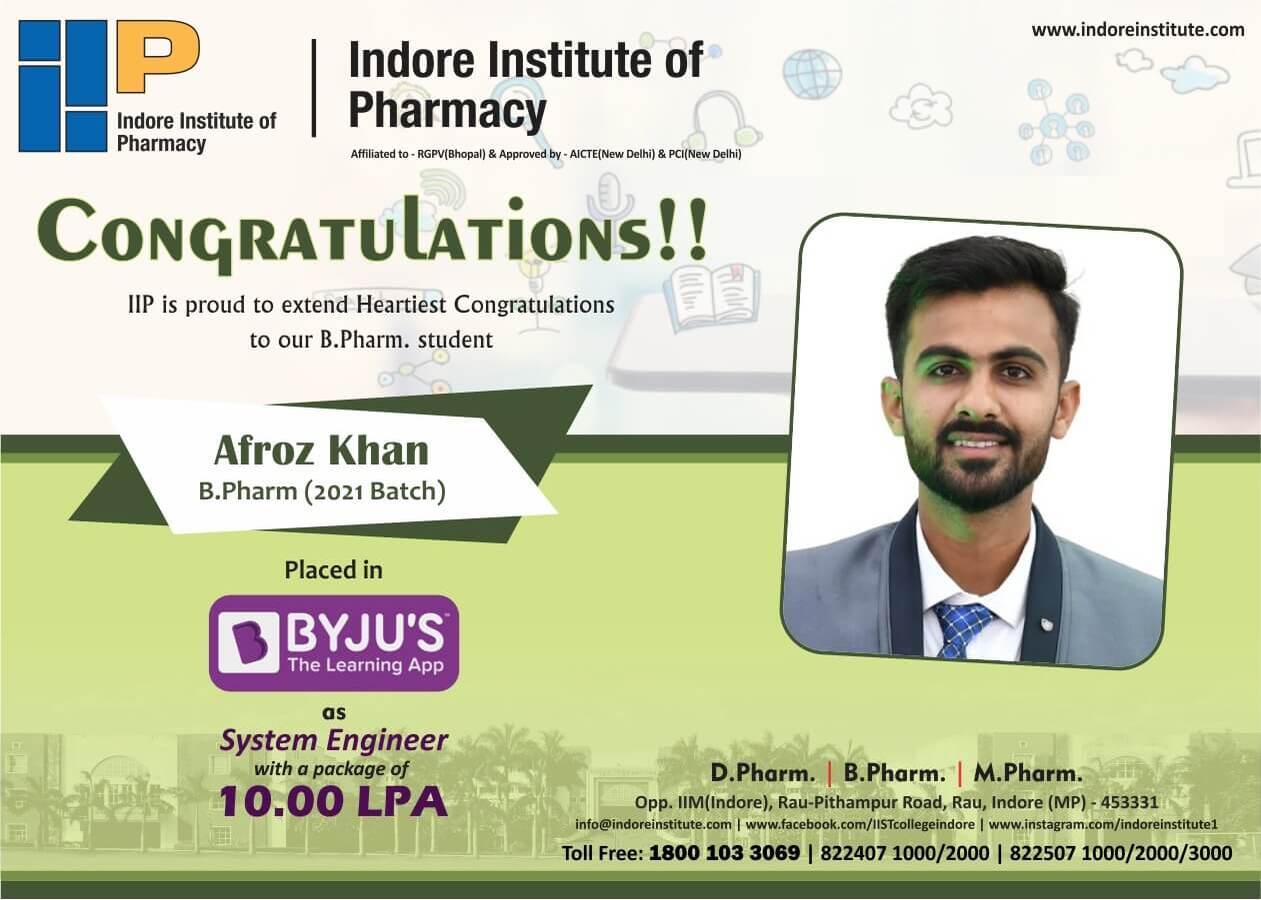 www.indoreinstitute.com
IIP
Indore Institute of
Pharmacy
Indore Institute of
Pharmacy
Affiliated to - RGPV(Bhopal) & Approved by - AICTE(New Delhi) & PCI(New Delhi)
CONGRATULATIONS!!
IIP is proud to extend Heartiest Congratulations
to our B.Pharm. student
Afroz Khan
B.Pharm (2021 Batch)
Placed in
B BYJU'S™
The Learning App
as
System Engineer
with a package of
10.00 LPA
D.Pharm. | B.Pharm. | M.Pharm.
Opp. IIM(Indore), Rau-Pithampur Road, Rau, Indore (MP) - 453331
info@indoreinstitute.com | www.facebook.com/IISTcollegeindore | www.instagram.com/indoreinstitute1
Toll Free: 1800 103 3069 | 822407 1000/2000 | 822507 1000/2000/3000